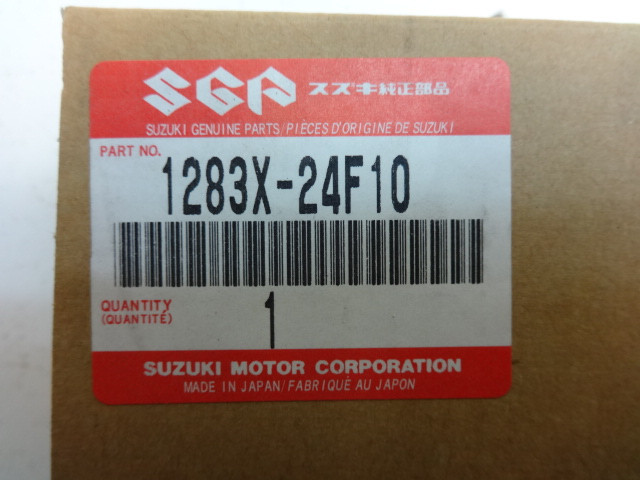 SGP スズキ純正部品
SUZUKI GENUINE PARTS/PIÈCES D'ORIGINE DE SUZUKI
PART NO.
1283X-24F10
QUANTITY
(QUANTITÉ)
1
SUZUKI MOTOR CORPORATION
MADE IN JAPAN/FABRIQUÉ AU JAPON